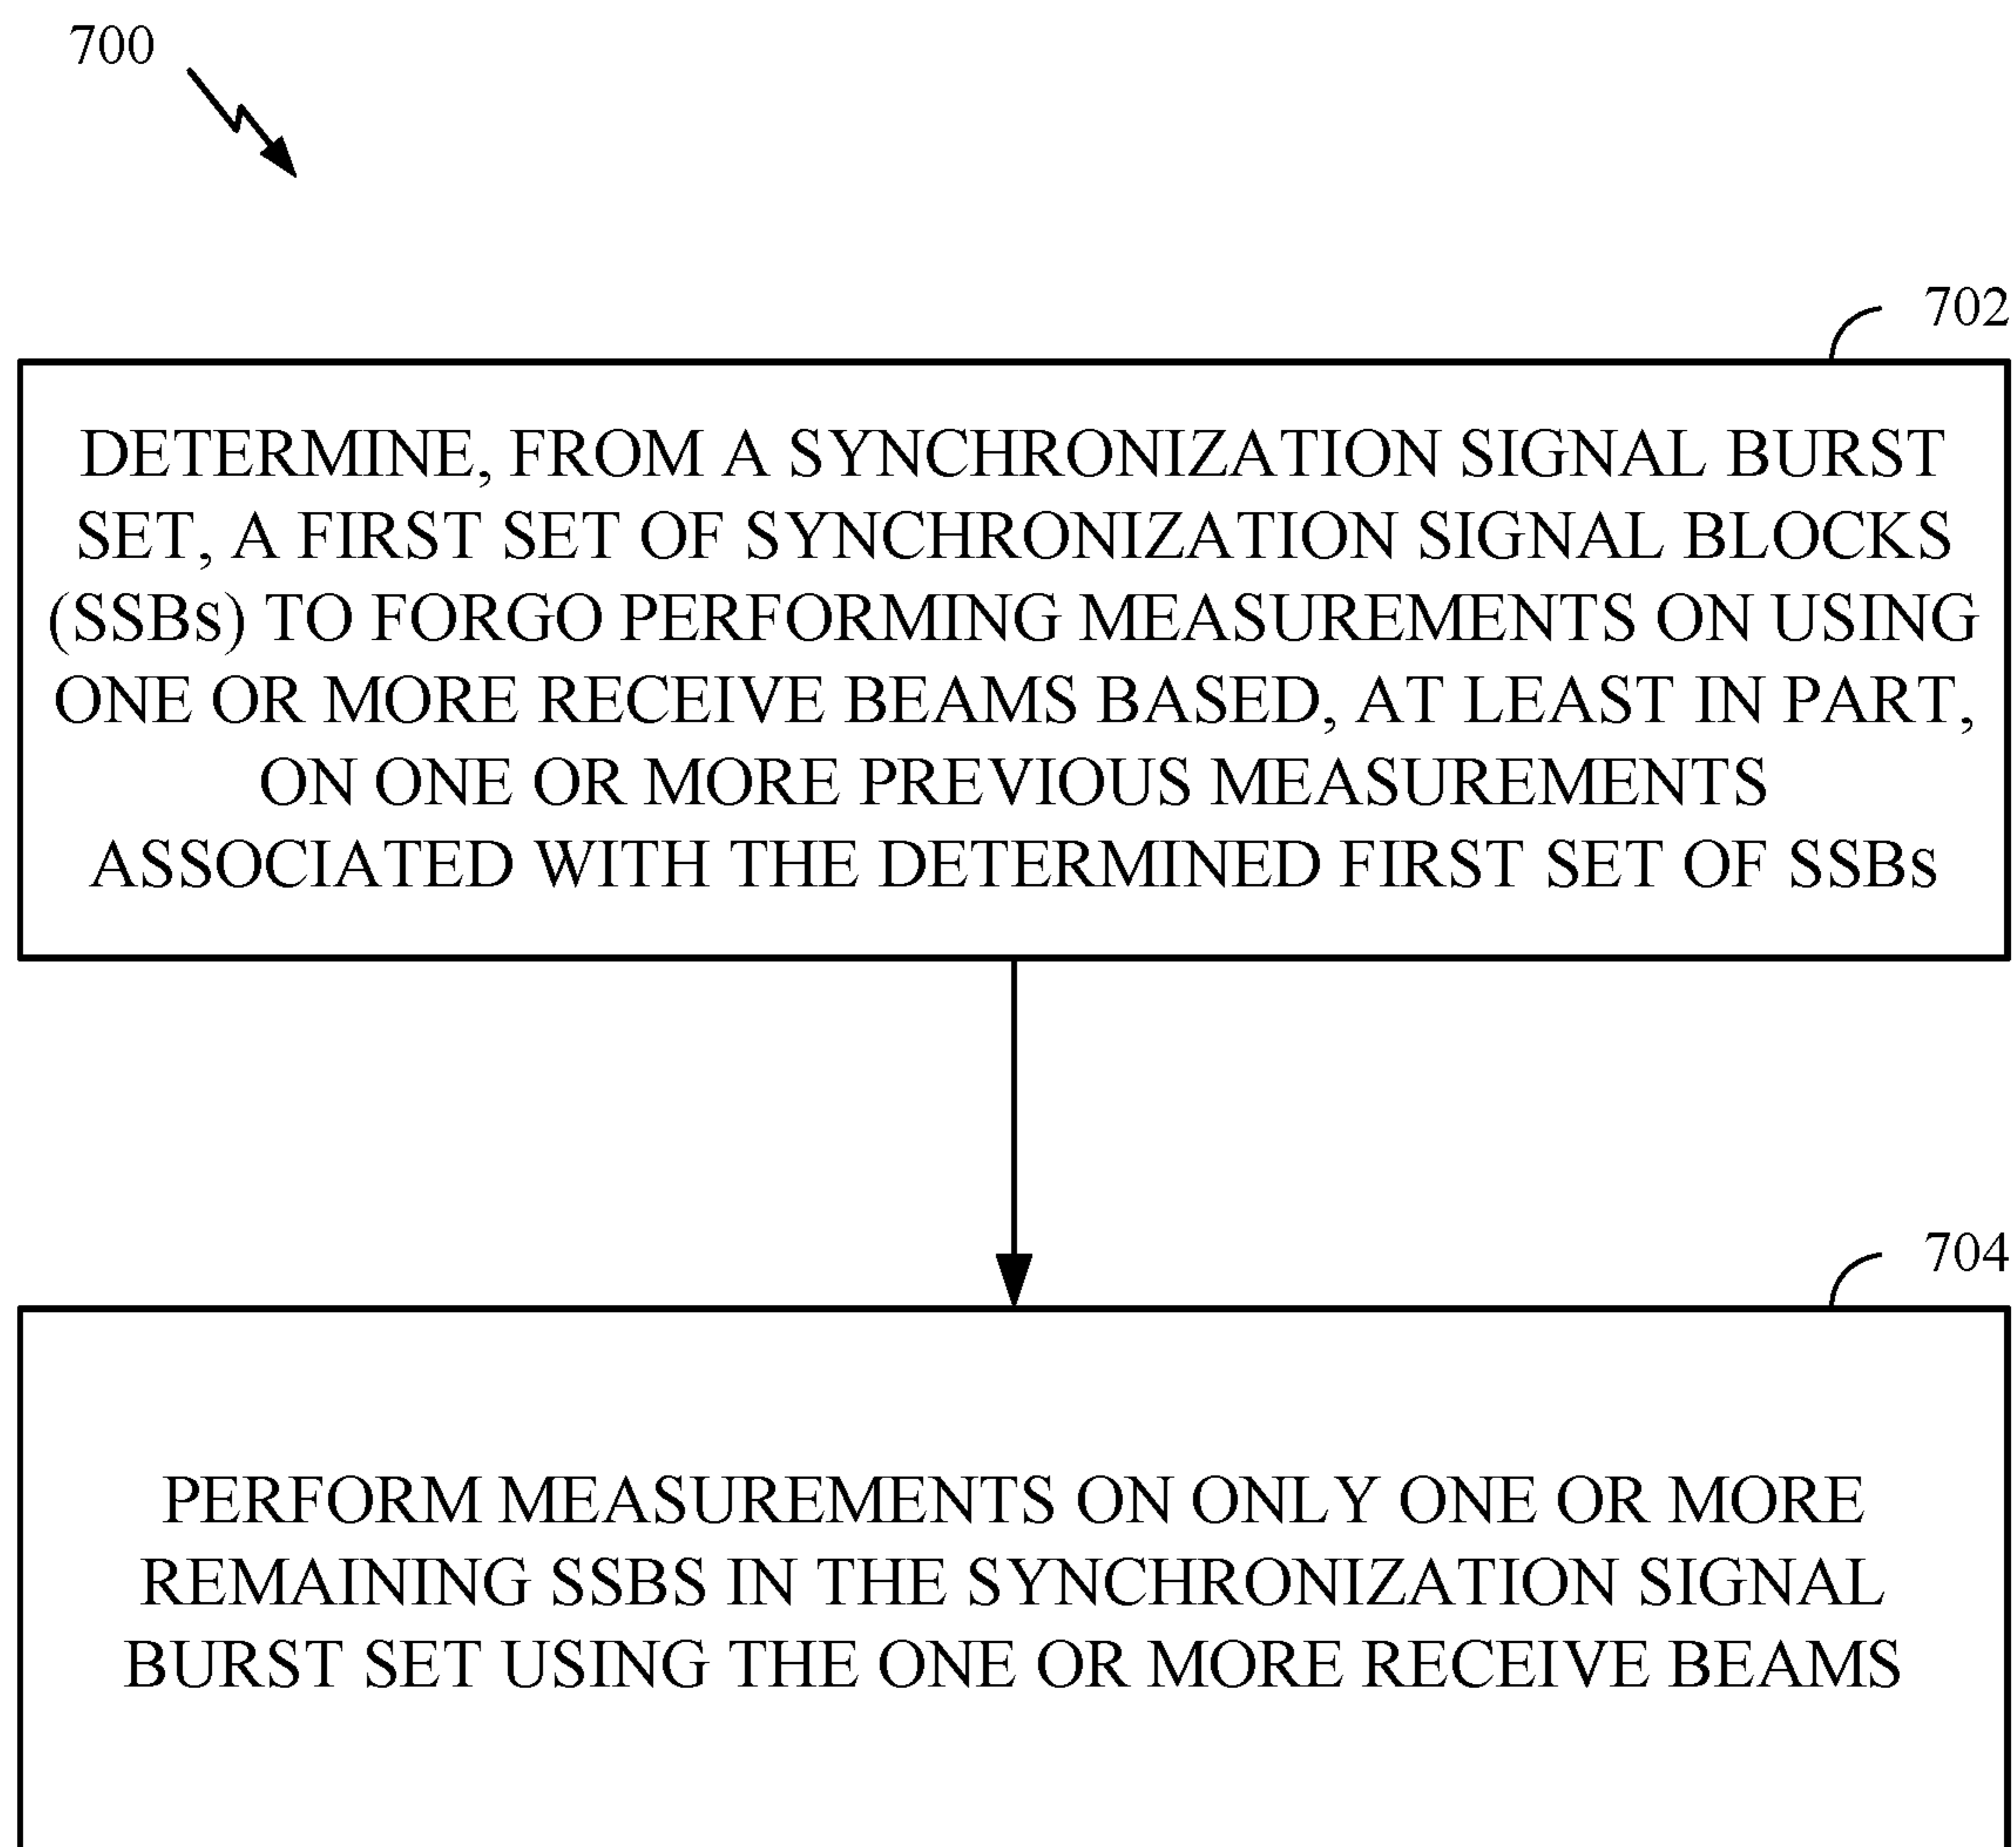 700
702
DETERMINE, FROM A SYNCHRONIZATION SIGNAL BURST
SET, A FIRST SET OF SYNCHRONIZATION SIGNAL BLOCKS
(SSBs) TO FORGO PERFORMING MEASUREMENTS ON USING
ONE OR MORE RECEIVE BEAMS BASED, AT LEAST IN PART,
ON ONE OR MORE PREVIOUS MEASUREMENTS
ASSOCIATED WITH THE DETERMINED FIRST SET OF SSBs
704
PERFORM MEASUREMENTS ON ONLY ONE OR MORE
REMAINING SSBS IN THE SYNCHRONIZATION SIGNAL
BURST SET USING THE ONE OR MORE RECEIVE BEAMS